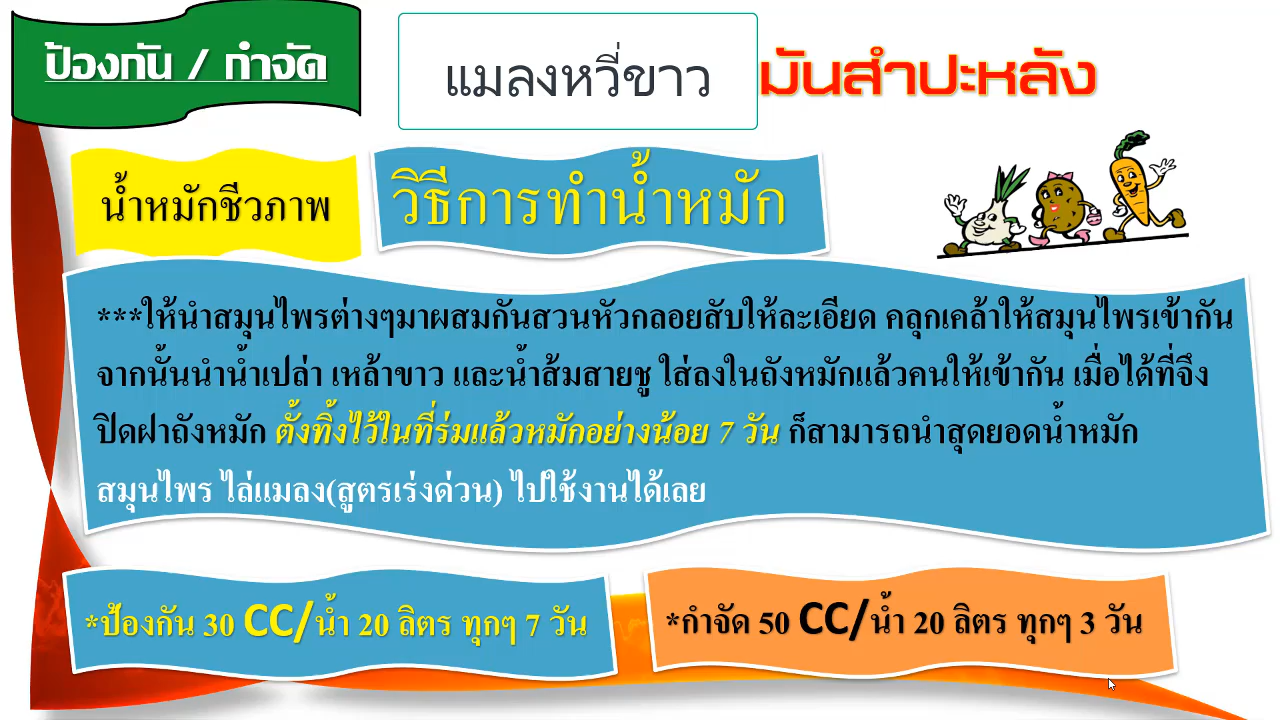 ป้องกัน / กำจัด
แมลงหวี่ขาว
มันสำปะหลัง
น้ำหมักชีวภาพ
วิธีการทำน้ำหมัก
***ให้นำสมุนไพรต่างๆมาผสมกันสวนหัวกลอยสับให้ละเอียด คลุกเคล้าให้สมุนไพรเข้ากัน
จากนั้นนำน้ำเปล่า เหล้าขาว และน้ำส้มสายชู ใส่ลงในถังหมักแล้วคนให้เข้ากัน เมื่อได้ที่จึง
ปิดฝาถังหมัก ตั้งทิ้งไว้ในที่ร่มแล้วหมักอย่างน้อย 7 วัน ก็สามารถนำสุดยอดน้ำหมัก
สมุนไพร ไล่แมลง(สูตรเร่งด่วน) ไปใช้งานได้เลย
*ป้องกัน 30 CC/น้ำ 20 ลิตร ทุกๆ 7 วัน
*กำจัด 50 CC/น้ำ 20 ลิตร ทุกๆ 3 วัน